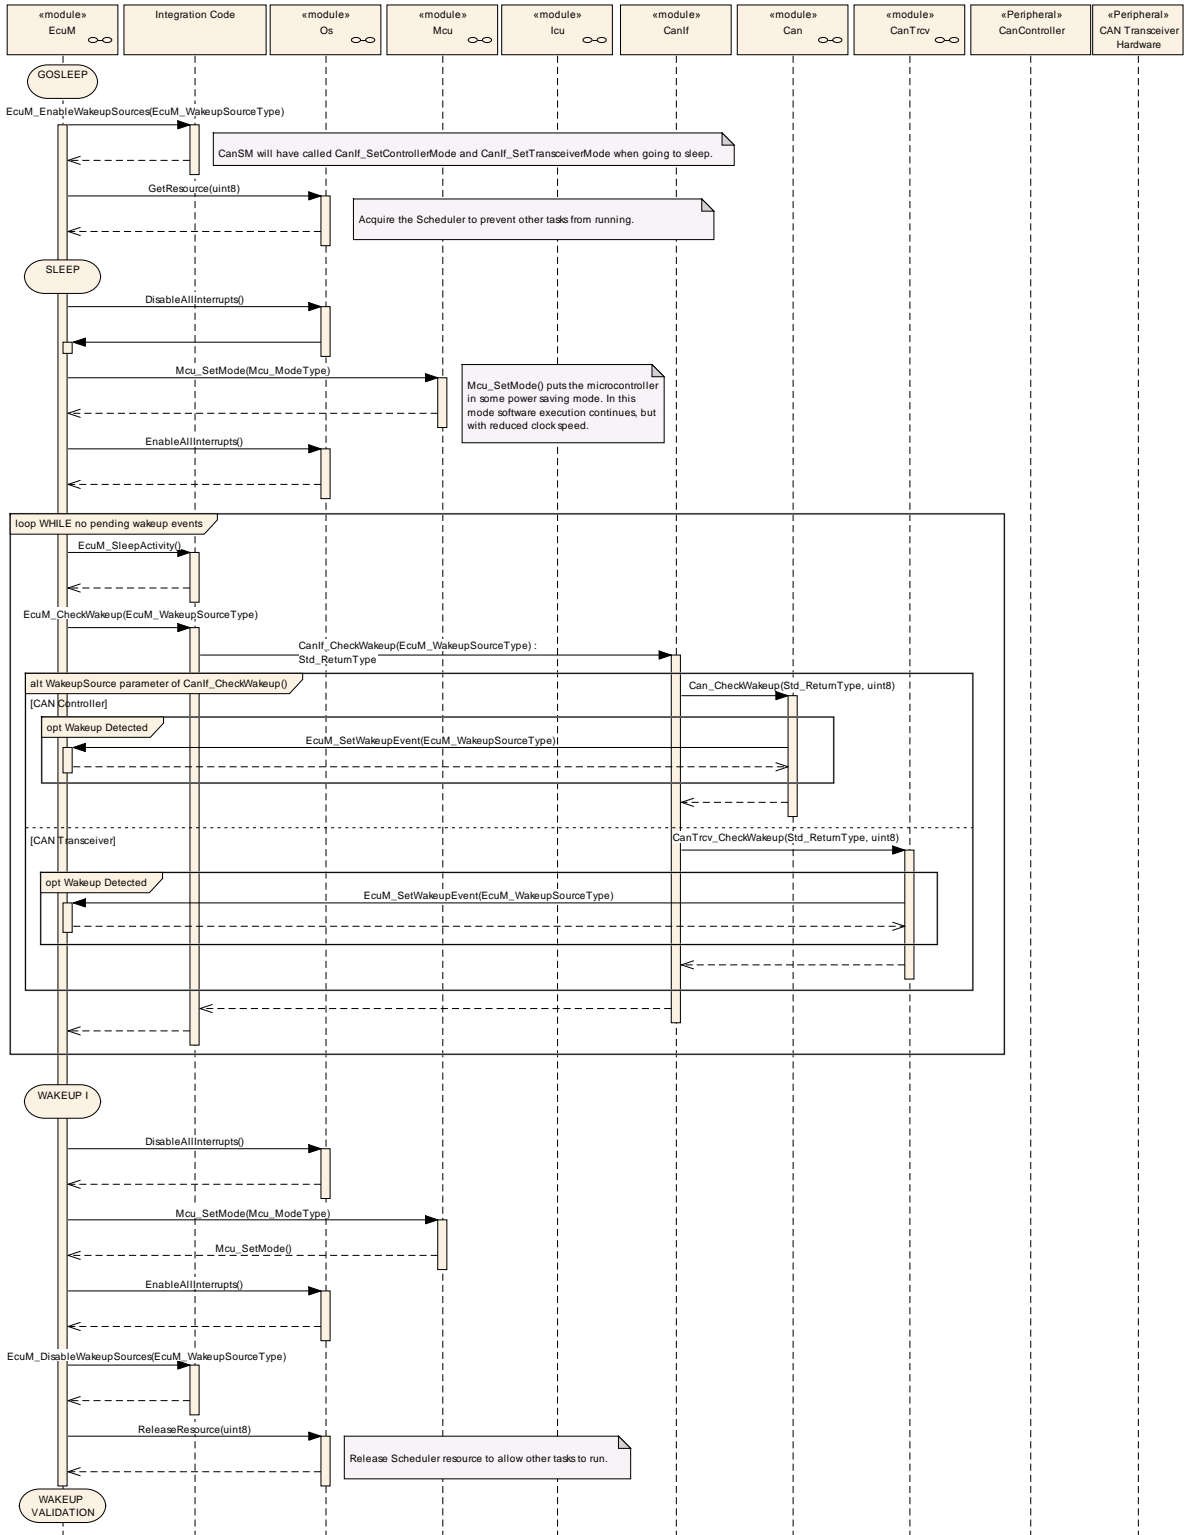 «module»
EcuM
Integration Code
«module»
Os
«module»
Mcu
«module»
Icu
«module»
CanIf
«module»
Can
«module»
CanTrcv
«Peripheral»
CanController
«Peripheral»
CAN Transceiver
Hardware
GOSLEEP
EcuM_EnableWakeupSources(EcuM_WakeupSourceType)
CanSM will have called CanIf_SetControllerMode and CanIf_SetTransceiverMode when going to sleep.
GetResource(uint8)
Acquire the Scheduler to prevent other tasks from running.
SLEEP
DisableAllInterrupts()
Mcu_SetMode(Mcu_ModeType)
Mcu_SetMode() puts the microcontroller
in some power saving mode. In this
mode software execution continues, but
with reduced clock speed.
EnableAllInterrupts()
loop WHILE no pending wakeup events
EcuM_SleepActivity()
EcuM_CheckWakeup(EcuM_WakeupSourceType)
CanIf_CheckWakeup(EcuM_WakeupSourceType) :
Std_ReturnType
alt WakeupSource parameter of CanIf_CheckWakeup()
Can_CheckWakeup(Std_ReturnType, uint8)
[CAN Controller]
opt Wakeup Detected
EcuM_SetWakeupEvent(EcuM_WakeupSourceType)
[CAN Transceiver]
CanTrcv_CheckWakeup(Std_ReturnType, uint8)
opt Wakeup Detected
EcuM_SetWakeupEvent(EcuM_WakeupSourceType)
WAKEUP I
DisableAllInterrupts()
Mcu_SetMode(Mcu_ModeType)
Mcu_SetMode()
EnableAllInterrupts()
EcuM_DisableWakeupSources(EcuM_WakeupSourceType)
ReleaseResource(uint8)
Release Scheduler resource to allow other tasks to run.
WAKEUP
VALIDATION